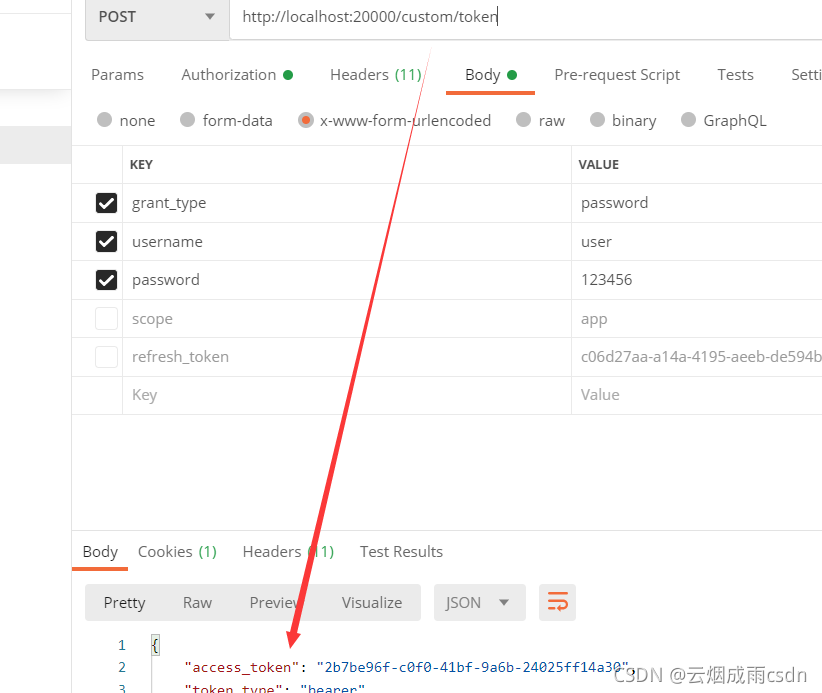 POST http://localhost:20000/custom/token
Params Authorization Headers (11) Body Pre-request Script Tests Setti
none form-data x-www-form-urlencoded raw binary GraphQL
KEY VALUE
grant_type password
username user
password 123456
scope app
refresh_token c06d27aa-a14a-4195-aeeb-de594b
Key Value
Body Cookies (1) Headers (11) Test Results
Pretty Raw Preview Visualize JSON
1 {
2 "access_token": "2b7be96f-c0f0-41bf-9a6b-24025ff14a30",
3 "token_type": "bearer"
CSDN @云烟成雨csdn